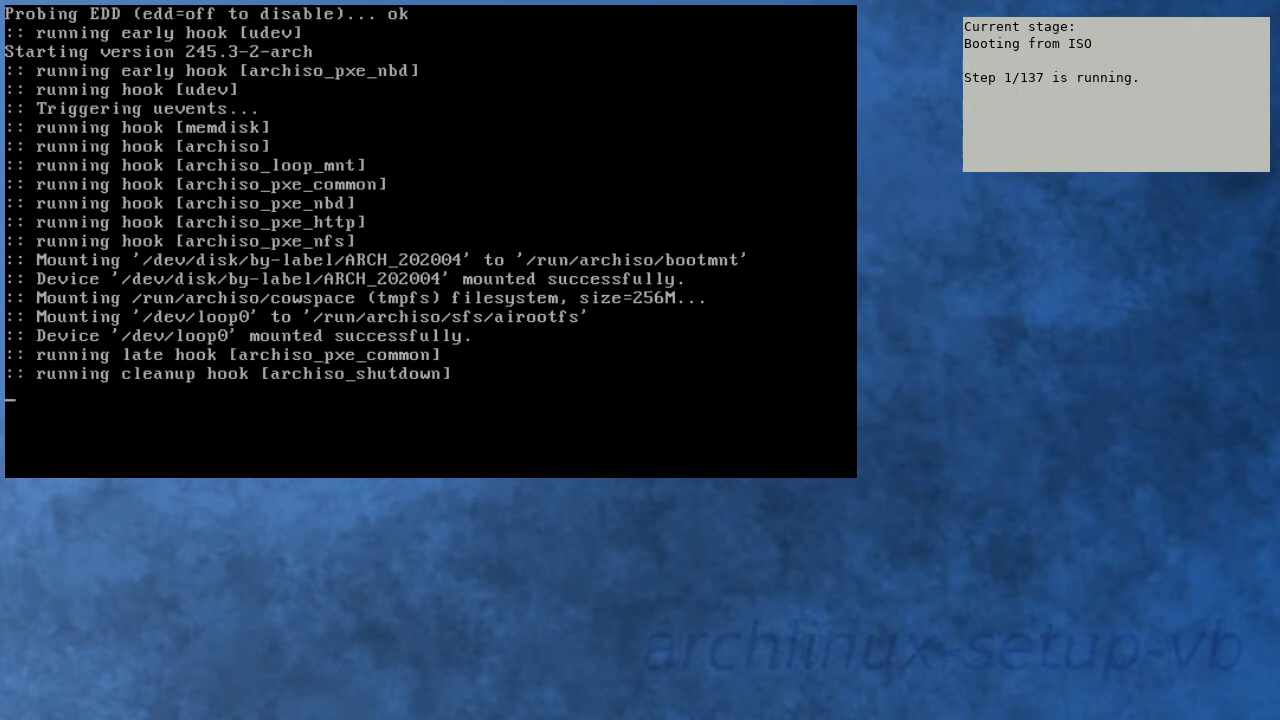 Probing EDD (edd=off to disable)... ok
:: running early hook [udev]
Starting version 245.3-2-arch
:: running early hook [archiso_pxe_nbd]
:: running hook [udev]
:: Triggering uevents...
:: running hook [memdisk]
:: running hook [archiso]
:: running hook [archiso_loop_mnt]
:: running hook [archiso_pxe_common]
:: running hook [archiso_pxe_nbd]
:: running hook [archiso_pxe_http]
:: running hook [archiso_pxe_nfs]
:: Mounting '/dev/disk/by-label/ARCH_202004' to '/run/archiso/bootmnt'
:: Device '/dev/disk/by-label/ARCH_202004' mounted successfully.
:: Mounting /run/archiso/cowspace (tmpfs) filesystem, size=256M...
:: Mounting '/dev/loop0' to '/run/archiso/sfs/airootfs'
:: Device '/dev/loop0' mounted successfully.
:: running late hook [archiso_pxe_common]
:: running cleanup hook [archiso_shutdown]
_
Current stage:
Booting from ISO
Step 1/137 is running.
archlinux-setup-vb